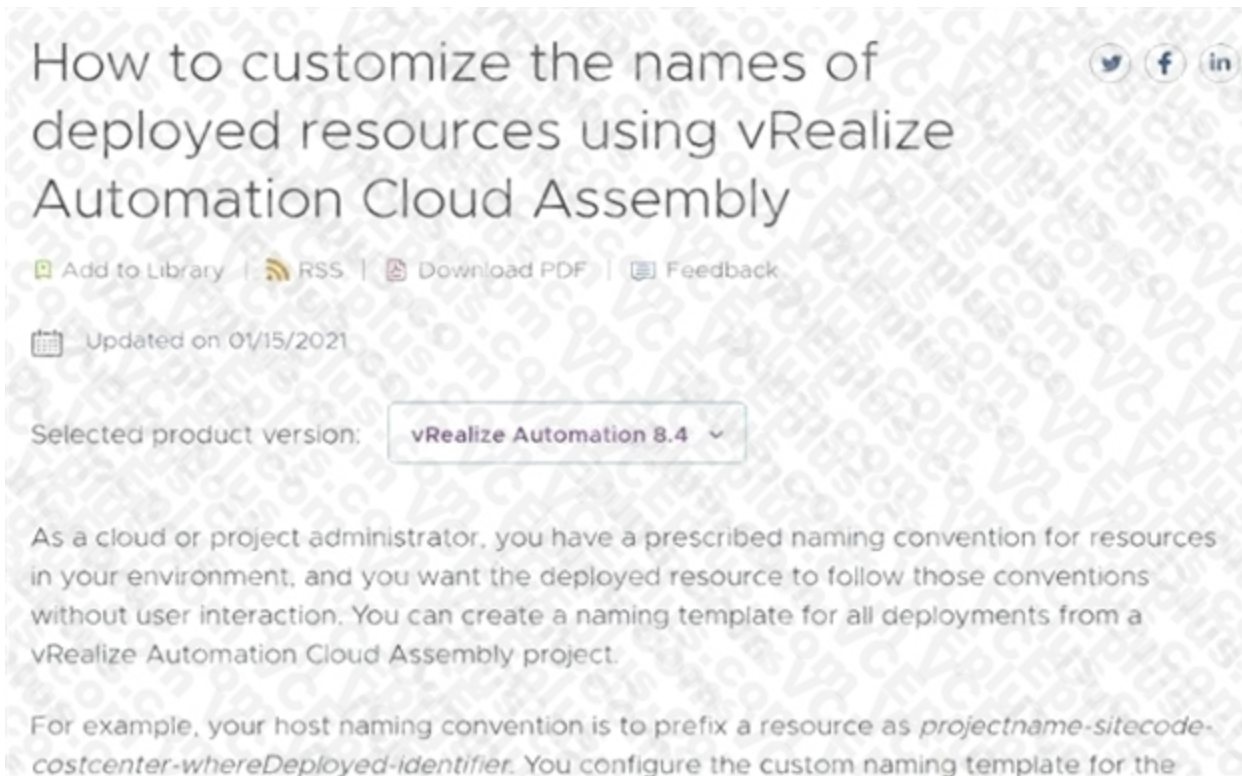 How to customize the names of
deployed resources using vRealize
Automation Cloud Assembly
Add to Library | RSS | Download PDF | Feedback
Updated on 01/15/2021
Selected product version: vRealize Automation 8.4
As a cloud or project administrator, you have a prescribed naming convention for resources
in your environment, and you want the deployed resource to follow those conventions
without user interaction. You can create a naming template for all deployments from a
vRealize Automation Cloud Assembly project.
For example, your host naming convention is to prefix a resource as projectname-sitecode-
costcenter-whereDeployed-identifier. You configure the custom naming template for the